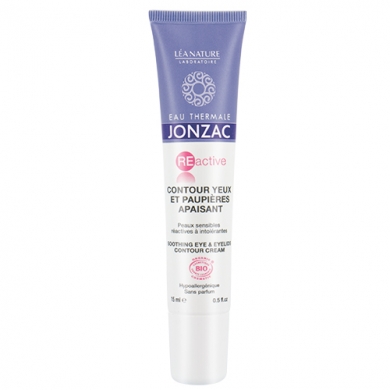 LÉA NATURE
LABORATOIRE
EAU THERMALE
JONZAC
REactive
CONTOUR YEUX
ET PAUPIÈRES
APAISANT
Peaux sensibles
réactives à intolérantes
SOOTHING EYE & EYELIDS
CONTOUR CREAM
BIO
Hypoallergénique
Sans parfum
15 ml e 0.5 fl.oz